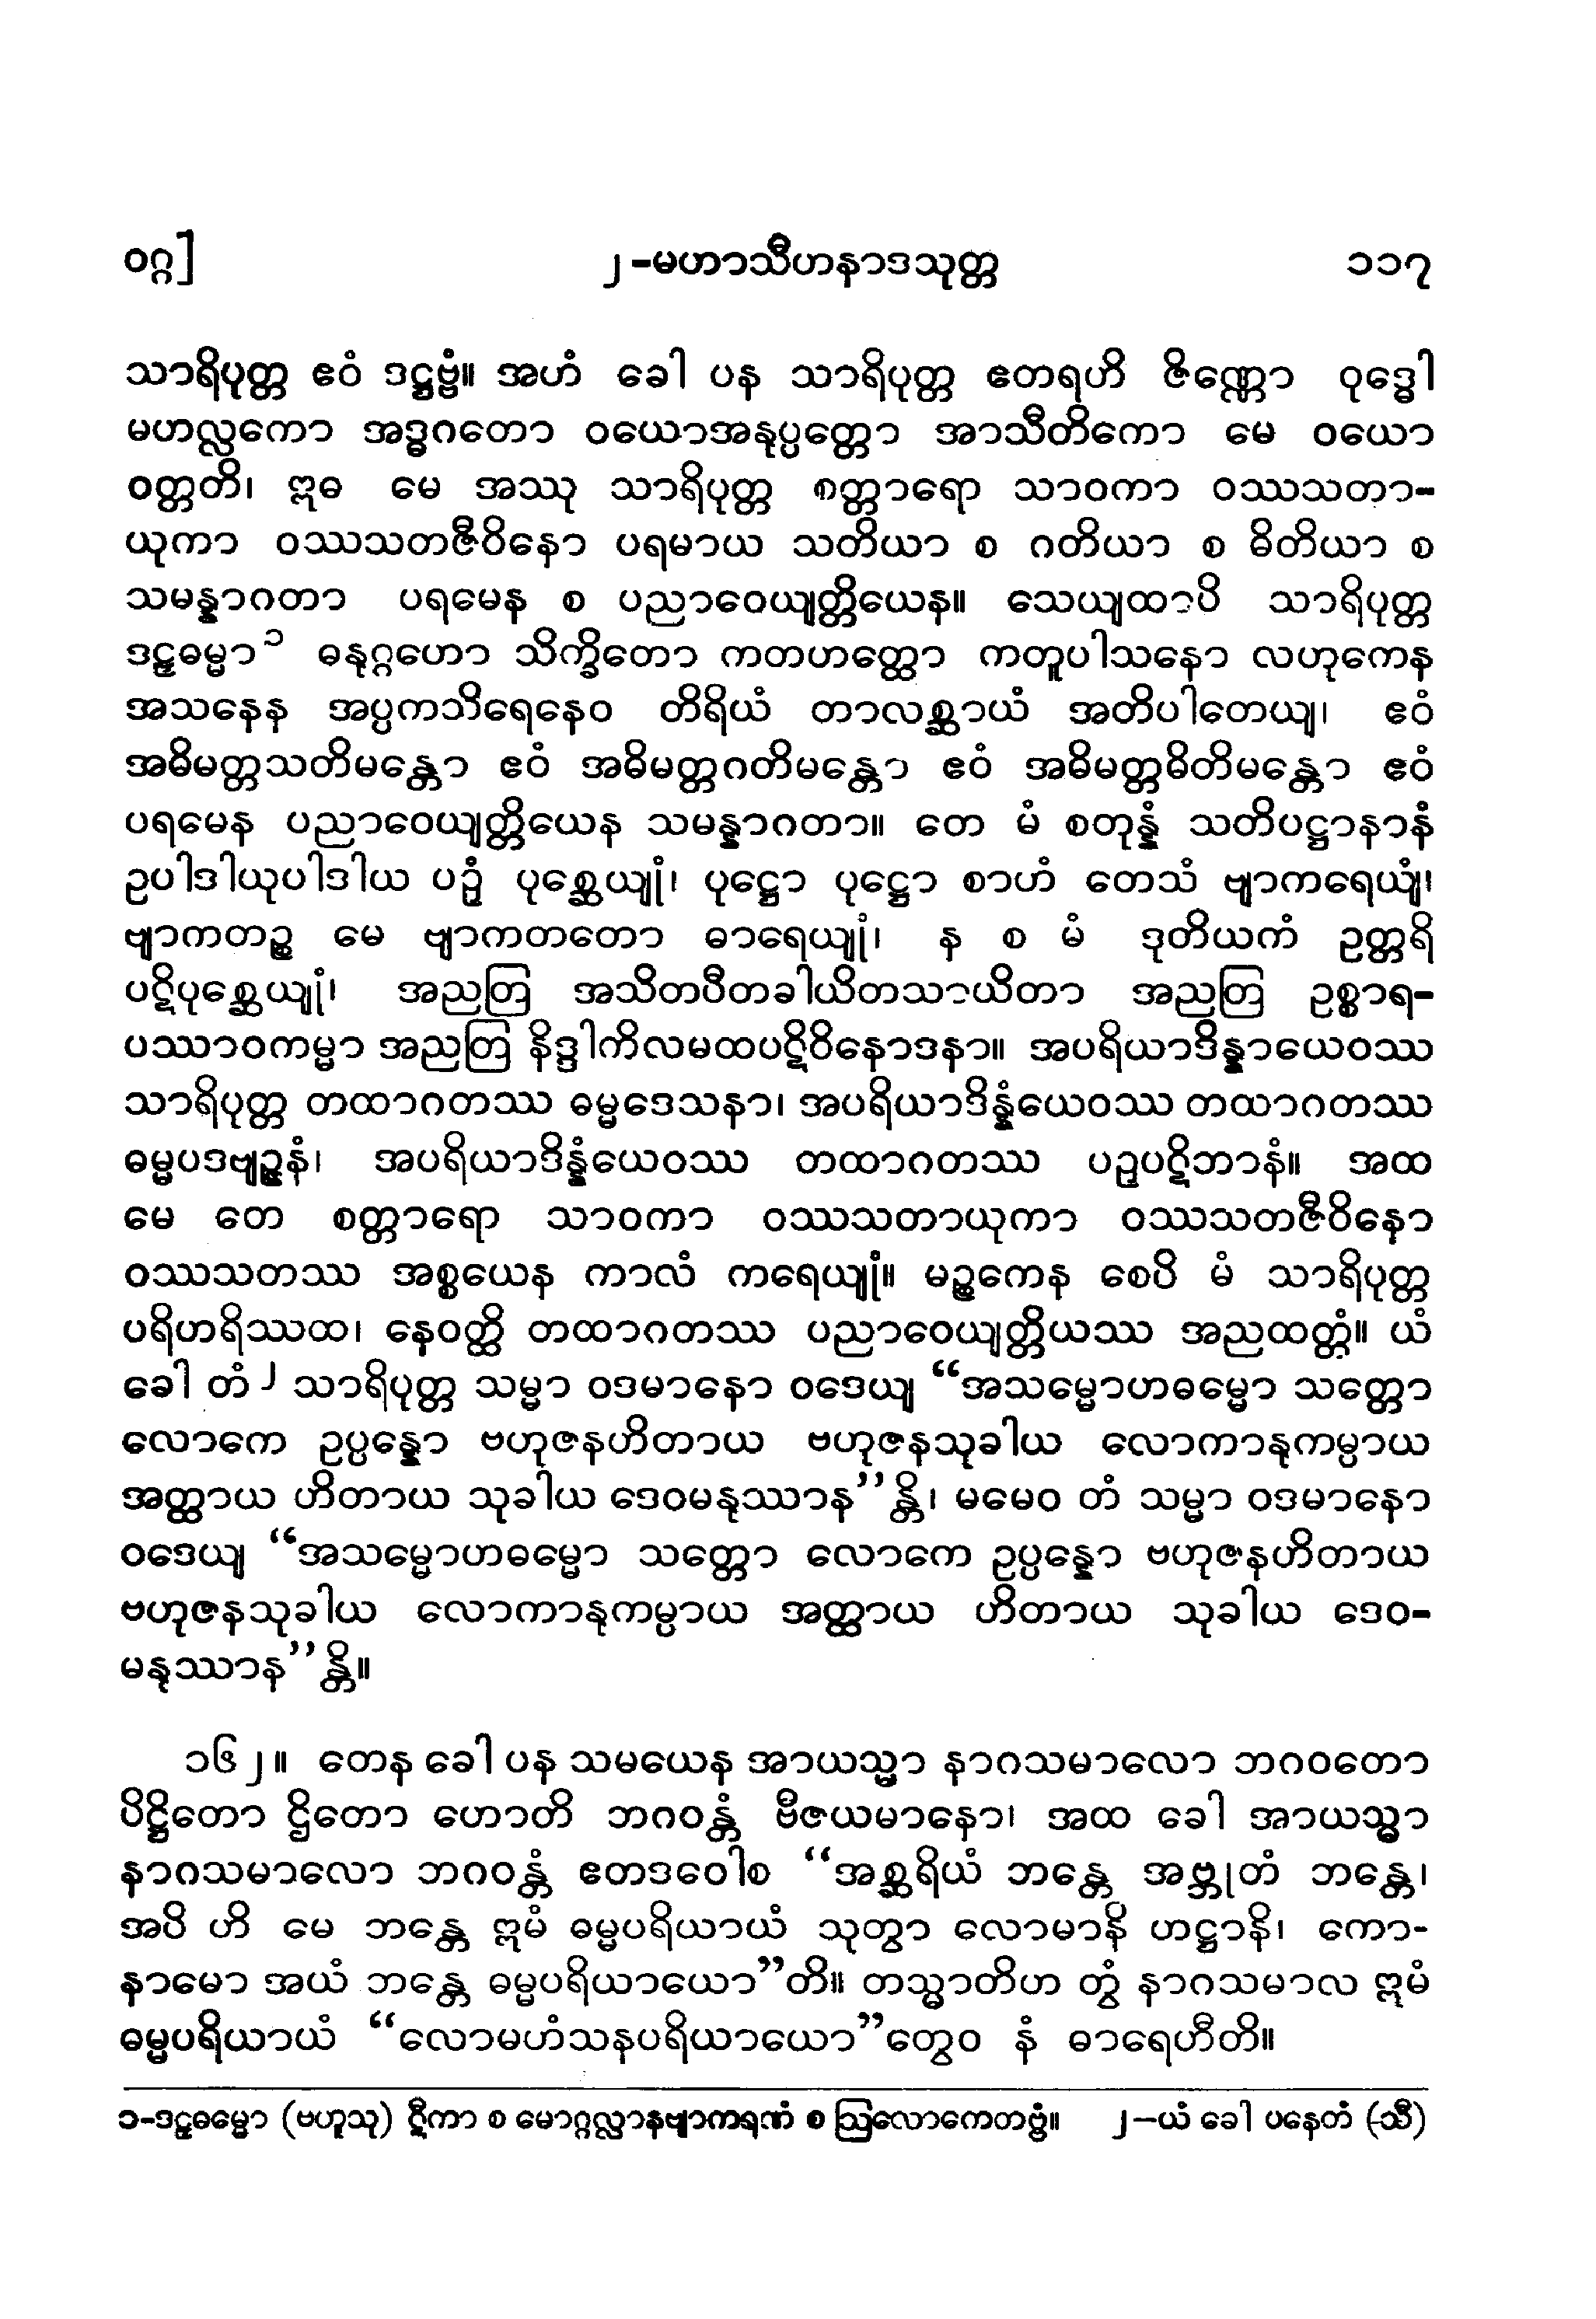 ဝဂ္ဂ]
၂-မဟာသီဟနာဒသုတ္တ
၁၁၇
သာရိပုတ္တ ဧဝံ ဒဋ္ဌဗ္ဗံ။ အဟံ ခေါ ပန သာရိပုတ္တ ဧတရဟိ ဇိဏ္ဏော ဝုဒ္ဓေါ
မဟလ္လကော အဒ္ဓဂတော ဝယောအနုပ္ပတ္တော အာသီတိကော မေ ဝယော
ဝတ္တတိ၊ ဣဓ မေ အဿု သာရိပုတ္တ စတ္တာရော သာဝကာ ဝဿသတာ-
ယုကာ ဝဿသတဇီဝိနော ပရမာယ သတိယာ စ ဂတိယာ စ ဓိတိယာ စ
သမန္နာဂတာ ပရမေန စ ပညာဝေယျတ္တိယေန။ သေယျထာပိ သာရိပုတ္တ
ဒဠှဓမ္မာ ၁ ဓနုဂ္ဂဟော သိက္ခိတော ကတဟတ္ထော ကတူပါသနော လဟုကေန
အသနေန အပ္ပကသိရေနေဝ တိရိယံ တာလစ္ဆာယံ အတိပါတေယျ၊ ဧဝံ
အဓိမတ္တသတိမန္တော ဧဝံ အဓိမတ္တဂတိမန္တော ဧဝံ အဓိမတ္တဓိတိမန္တော ဧဝံ
ပရမေန ပညာဝေယျတ္တိယေန သမန္နာဂတာ။ တေ မံ စတုန္နံ သတိပဋ္ဌာနာနံ
ဥပါဒါယုပါဒါယ ပဉှံ ပုစ္ဆေယျုံ၊ ပုဋ္ဌော ပုဋ္ဌော စာဟံ တေသံ ဗျာကရေယျံ၊
ဗျာကတဉ္စ မေ ဗျာကတတော ဓာရေယျုံ၊ န စ မံ ဒုတိယကံ ဥတ္တရိ
ပဋိပုစ္ဆေယျုံ၊ အညတြ အသိတပီတခါယိတသာယိတာ အညတြ ဥစ္စာရ-
ပဿာဝကမ္မာ အညတြ နိဒ္ဒါကိလမထပဋိဝိနောဒနာ။ အပရိယာဒိန္နာယေဝဿ
သာရိပုတ္တ တထာဂတဿ ဓမ္မဒေသနာ၊ အပရိယာဒိန္နံယေဝဿ တထာဂတဿ
ဓမ္မပဒဗျဉ္ဇနံ၊ အပရိယာဒိန္နံယေဝဿ တထာဂတဿ ပဉှပဋိဘာနံ။ အထ
မေ တေ စတ္တာရော သာဝကာ ဝဿသတာယုကာ ဝဿသတဇီဝိနော
ဝဿသတဿ အစ္စယေန ကာလံ ကရေယျုံ။ မဉ္စကေန စေပိ မံ သာရိပုတ္တ
ပရိဟရိဿထ၊ နေဝတ္ထိ တထာဂတဿ ပညာဝေယျတ္တိယဿ အညထတ္တံ။ ယံ
ခေါ တံ ၂ သာရိပုတ္တ သမ္မာ ဝဒမာနော ဝဒေယျ “အသမ္မောဟဓမ္မော သတ္တော
လောကေ ဥပ္ပန္နော ဗဟုဇနဟိတာယ ဗဟုဇနသုခါယ လောကာနုကမ္ပာယ
အတ္ထာယ ဟိတာယ သုခါယ ဒေဝမနုဿာန”န္တိ၊ မမေဝ တံ သမ္မာ ဝဒမာနော
ဝဒေယျ “အသမ္မောဟဓမ္မော သတ္တော လောကေ ဥပ္ပန္နော ဗဟုဇနဟိတာယ
ဗဟုဇနသုခါယ လောကာနုကမ္ပာယ အတ္ထာယ ဟိတာယ သုခါယ ဒေဝ-
မနုဿာန”န္တိ။
၁၆၂။ တေန ခေါ ပန သမယေန အာယသ္မာ နာဂသမာလော ဘဂဝတော
ပိဋ္ဌိတော ဌိတော ဟောတိ ဘဂဝန္တံ ဗီဇယမာနော၊ အထ ခေါ အာယသ္မာ
နာဂသမာလော ဘဂဝန္တံ ဧတဒဝေါစ “အစ္ဆရိယံ ဘန္တေ အဗ္ဘုတံ ဘန္တေ၊
အပိ ဟိ မေ ဘန္တေ ဣမံ ဓမ္မပရိယာယံ သုတွာ လောမာနိ ဟဋ္ဌာနိ၊ ကော-
နာမော အယံ ဘန္တေ ဓမ္မပရိယာယော”တိ။ တသ္မာတိဟ တွံ နာဂသမာလ ဣမံ
ဓမ္မပရိယာယံ “လောမဟံသနပရိယာယော”တွေဝ နံ ဓာရေဟီတိ။
၁-ဒဠှဓမ္မော (ဗဟူသု) ဋီကာ စ မောဂ္ဂလ္လာနဗျာကရဏံ စ ဩလောကေတဗ္ဗံ။ ၂-ယံ ခေါ ပနေတံ (သီ)